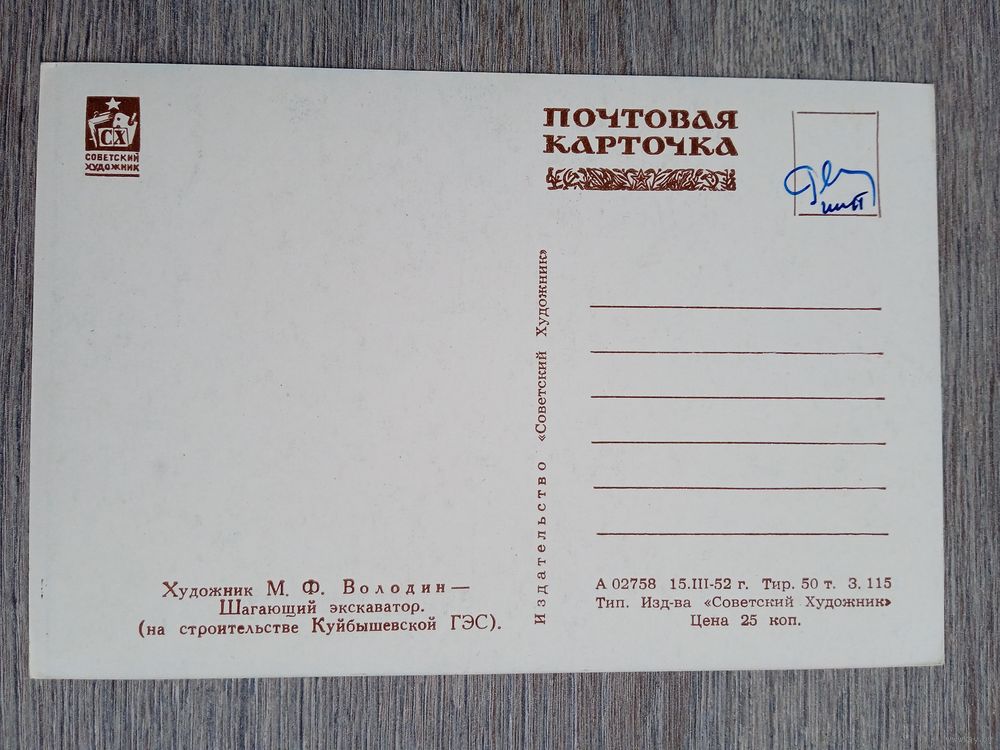 СХ
СОВЕТСКИЙ
ХУДОЖНИК
ПОЧТОВАЯ
КАРТОЧКА
Издательство «Советский Художник»
Художник М. Ф. Володин —
Шагающий экскаватор.
(на строительстве Куйбышевской ГЭС).
А 02758 15.III-52 г. Тир. 50 т. З. 115
Тип. Изд-ва «Советский Художник»
Цена 25 коп.